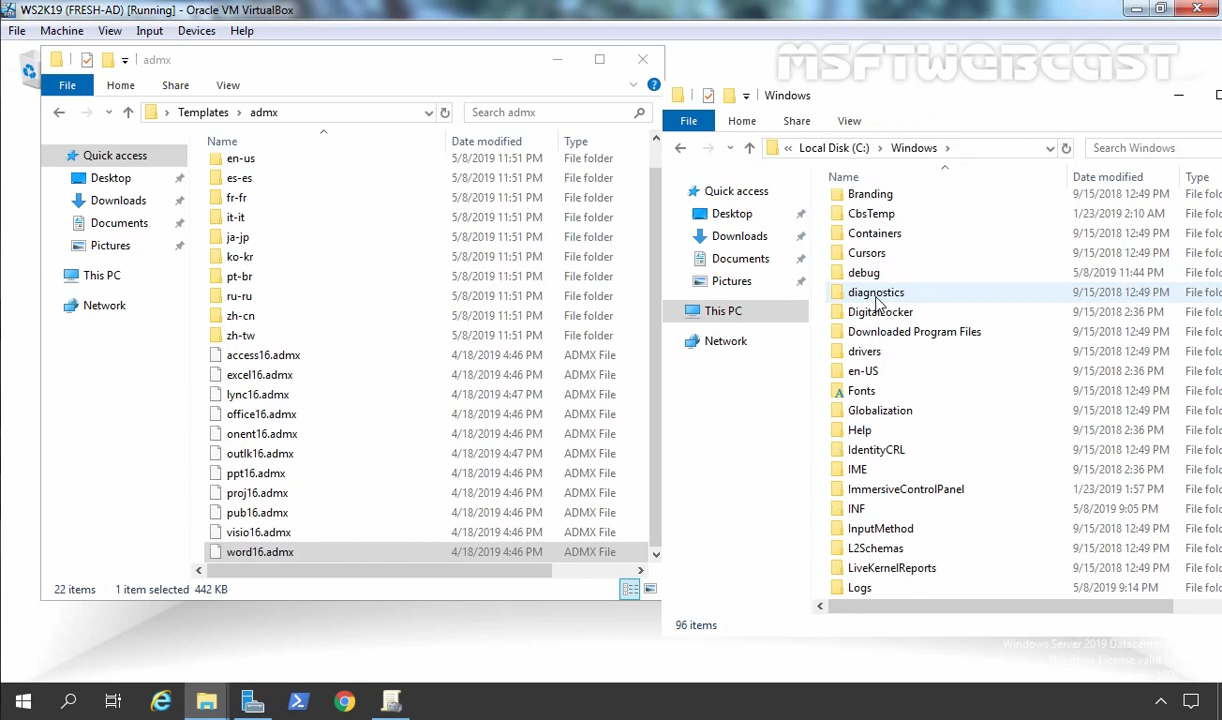 WS2K19 (FRESH-AD) [Running] - Oracle VM VirtualBox
File Machine View Input Devices Help
MSFTWEBCAST
admx
File Home Share View
Templates > admx
Search admx
Name Date modified Type
Quick access
Desktop
Downloads
Documents
Pictures
This PC
Network
en-us 5/8/2019 11:51 PM File folder
es-es 5/8/2019 11:51 PM File folder
fr-fr 5/8/2019 11:51 PM File folder
it-it 5/8/2019 11:51 PM File folder
ja-jp 5/8/2019 11:51 PM File folder
ko-kr 5/8/2019 11:51 PM File folder
pt-br 5/8/2019 11:51 PM File folder
ru-ru 5/8/2019 11:51 PM File folder
zh-cn 5/8/2019 11:51 PM File folder
zh-tw 5/8/2019 11:51 PM File folder
access16.admx 4/18/2019 4:46 PM ADMX File
excel16.admx 4/18/2019 4:46 PM ADMX File
lync16.admx 4/18/2019 4:47 PM ADMX File
office16.admx 4/18/2019 4:46 PM ADMX File
onent16.admx 4/18/2019 4:46 PM ADMX File
outlk16.admx 4/18/2019 4:47 PM ADMX File
ppt16.admx 4/18/2019 4:46 PM ADMX File
proj16.admx 4/18/2019 4:46 PM ADMX File
pub16.admx 4/18/2019 4:46 PM ADMX File
visio16.admx 4/18/2019 4:46 PM ADMX File
word16.admx 4/18/2019 4:46 PM ADMX File
22 items 1 item selected 442 KB
Windows
File Home Share View
« Local Disk (C:) > Windows >
Search Windows
Name Date modified Type
Quick access
Desktop
Downloads
Documents
Pictures
This PC
Network
Branding 9/15/2018 12:49 PM File fold
CbsTemp 1/23/2019 2:10 AM File fold
Containers 9/15/2018 12:49 PM File fold
Cursors 9/15/2018 12:49 PM File fold
debug 5/8/2019 11:44 PM File fold
diagnostics 9/15/2018 12:49 PM File fold
DigitalLocker 9/15/2018 2:36 PM File fold
Downloaded Program Files 9/15/2018 12:49 PM File fold
drivers 9/15/2018 12:49 PM File fold
en-US 9/15/2018 12:49 PM File fold
Fonts 9/15/2018 12:49 PM File fold
Globalization 9/15/2018 12:49 PM File fold
Help 9/15/2018 2:36 PM File fold
IdentityCRL 9/15/2018 12:49 PM File fold
IME 9/15/2018 2:36 PM File fold
ImmersiveControlPanel 1/23/2019 1:57 PM File fold
INF 5/8/2019 9:05 PM File fold
InputMethod 9/15/2018 12:49 PM File fold
L2Schemas 9/15/2018 12:49 PM File fold
LiveKernelReports 9/15/2018 12:49 PM File fold
Logs 5/8/2019 9:14 PM File fold
96 items
Windows Server 2019 Datacenter